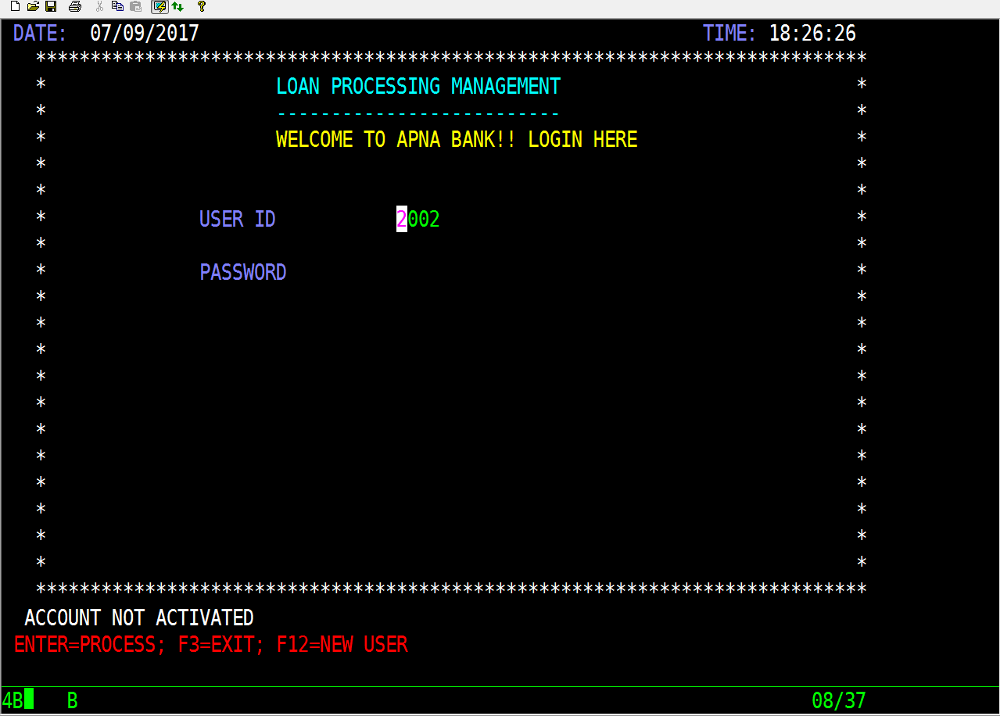 DATE: 07/09/2017 TIME: 18:26:26
****************************************************************************
* LOAN PROCESSING MANAGEMENT *
* -------------------------- *
* WELCOME TO APNA BANK!! LOGIN HERE *
* *
* *
* USER ID 2002 *
* *
* PASSWORD *
* *
* *
* *
* *
* *
* *
* *
* *
* *
* *
* *
****************************************************************************
ACCOUNT NOT ACTIVATED
ENTER=PROCESS; F3=EXIT; F12=NEW USER
4B B 08/37